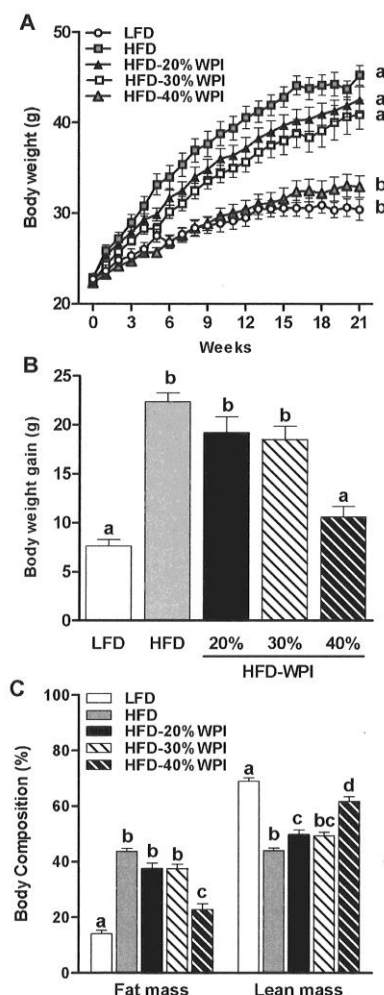 A
LFD
HFD
HFD-20% WPI
HFD-30% WPI
HFD-40% WPI
Body weight (g)
50
40
30
20
a
a
a
b
b
0 3 6 9 12 15 18 21
Weeks
B
Body weight gain (g)
25
20
15
10
5
0
a b b b a
LFD HFD 20% 30% 40%
HFD-WPI
C
LFD
HFD
HFD-20% WPI
HFD-30% WPI
HFD-40% WPI
Body Composition (%)
100
80
60
40
20
0
a b b b c a b c bc d
Fat mass Lean mass